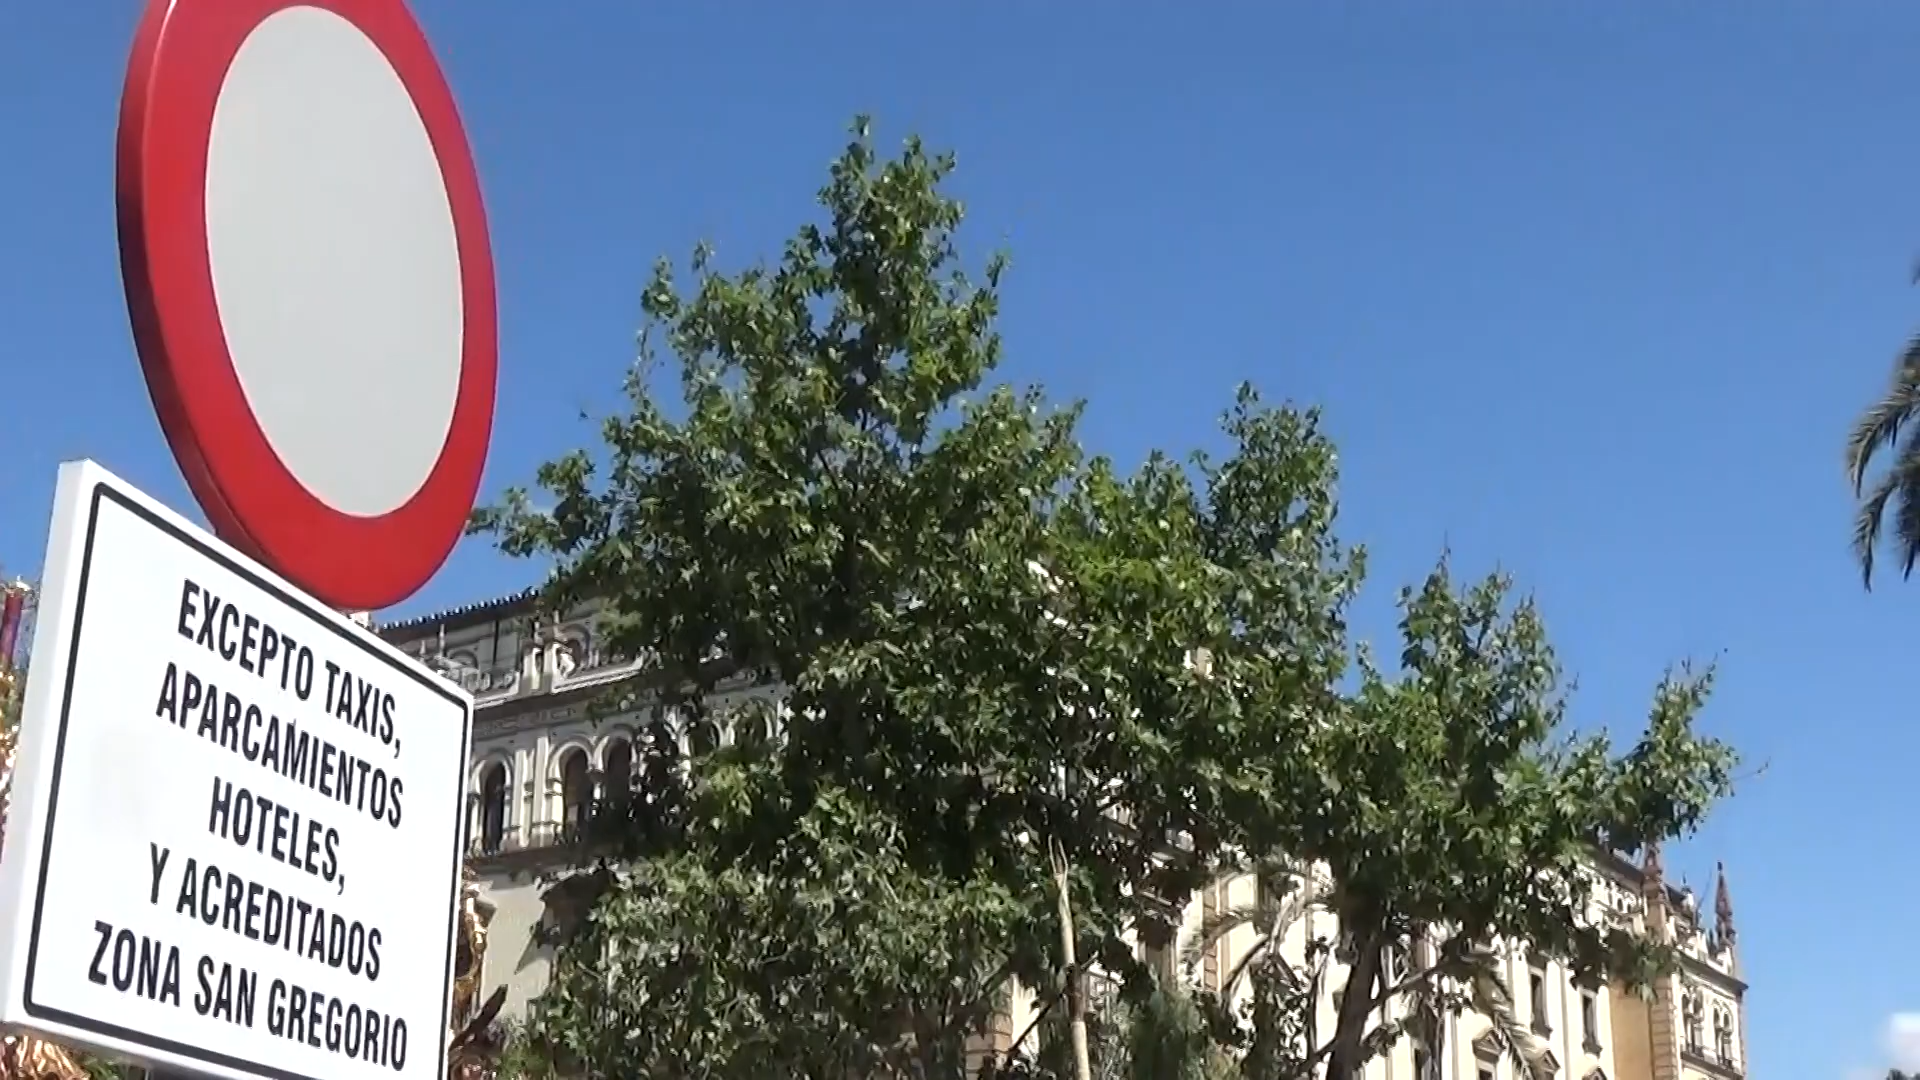 EXCEPTO TAXIS,
APARCAMIENTOS
HOTELES,
Y ACREDITADOS
ZONA SAN GREGORIO